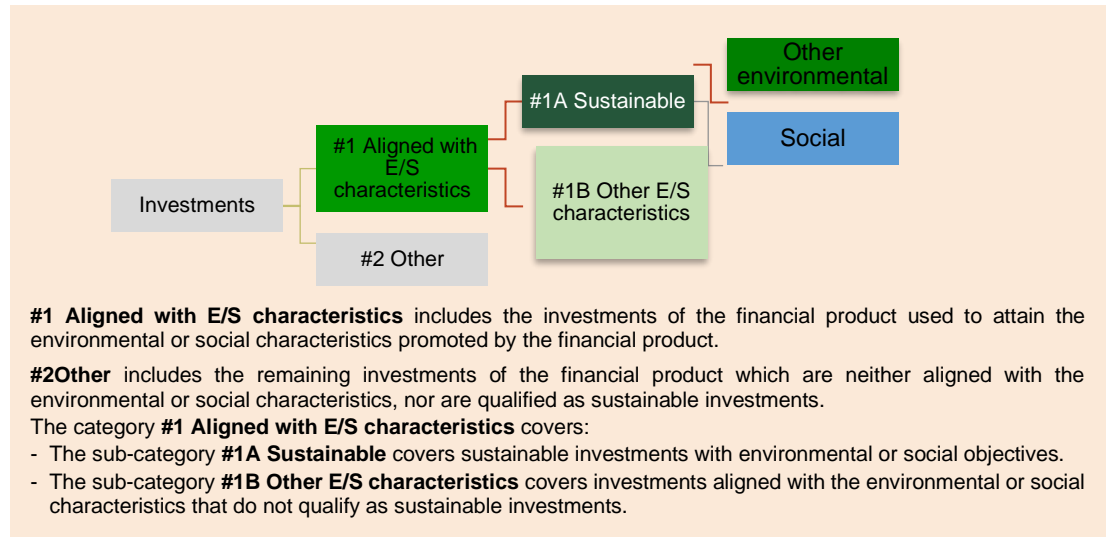 Other
environmental
#1A Sustainable
Social
#1 Aligned with
E/S
characteristics
#1B Other E/S
characteristics
Investments
#2 Other
#1 Aligned with E/S characteristics includes the investments of the financial product used to attain the
environmental or social characteristics promoted by the financial product.
#2Other includes the remaining investments of the financial product which are neither aligned with the
environmental or social characteristics, nor are qualified as sustainable investments.
The category #1 Aligned with E/S characteristics covers:
- The sub-category #1A Sustainable covers sustainable investments with environmental or social objectives.
- The sub-category #1B Other E/S characteristics covers investments aligned with the environmental or social
characteristics that do not qualify as sustainable investments.